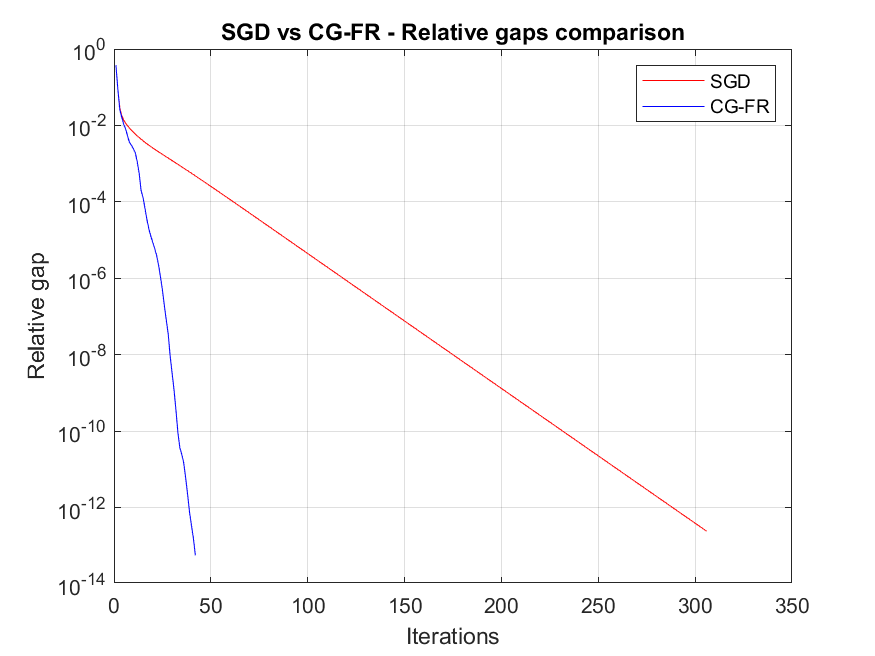 SGD vs CG-FR - Relative gaps comparison
SGD
CG-FR
Relative gap
10^0
10^-2
10^-4
10^-6
10^-8
10^-10
10^-12
10^-14
0 50 100 150 200 250 300 350
Iterations